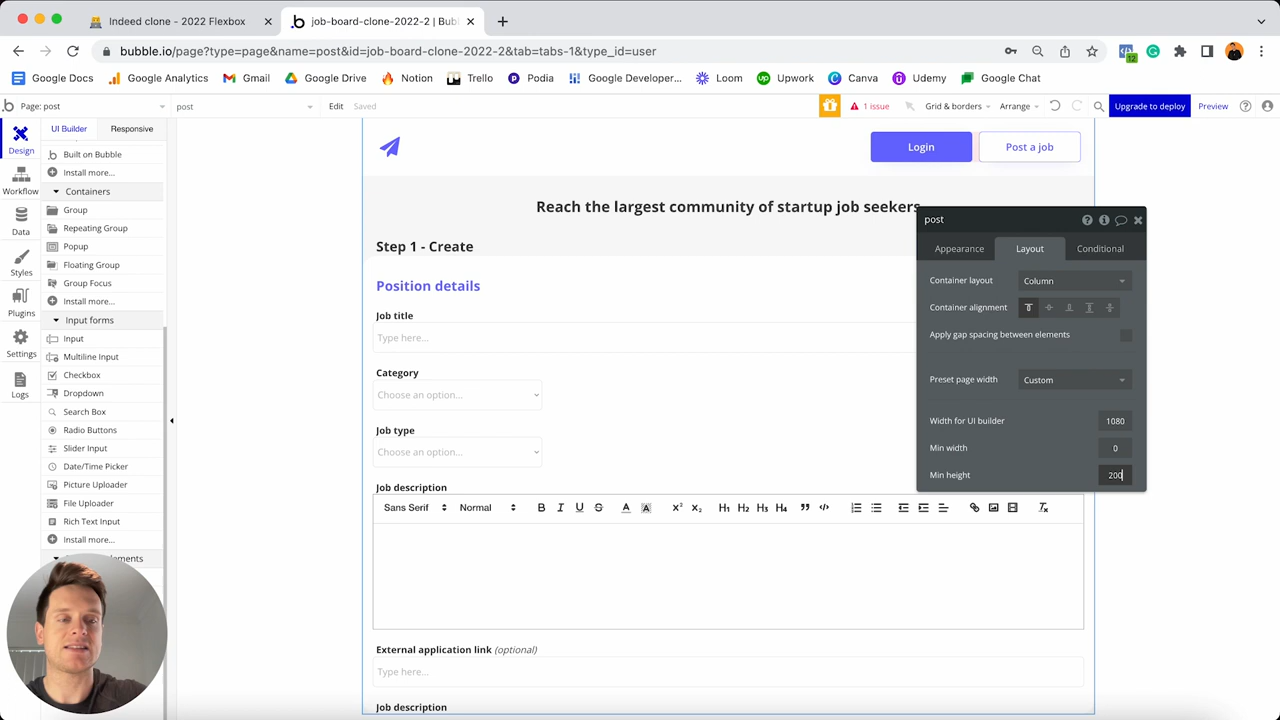 Indeed clone - 2022 Flexbox
job-board-clone-2022-2 | Bubl
bubble.io/page?type=page&name=post&id=job-board-clone-2022-2&tab=tabs-1&type_id=user
12
Google Docs
Google Analytics
Gmail
Google Drive
Notion
Trello
Podia
Google Developer...
Loom
Upwork
Canva
Udemy
Google Chat
Page: post
post
Edit
Saved
1 issue
Grid & borders
Arrange
Upgrade to deploy
Preview
Design
Workflow
Data
Styles
Plugins
Settings
Logs
UI Builder
Responsive
Built on Bubble
Install more...
Containers
Group
Repeating Group
Popup
Floating Group
Group Focus
Install more...
Input forms
Input
Multiline Input
Checkbox
Dropdown
Search Box
Radio Buttons
Slider Input
Date/Time Picker
Picture Uploader
File Uploader
Rich Text Input
Install more...
Login
Post a job
Reach the largest community of startup job seekers
Step 1 - Create
Position details
Job title
Type here...
Category
Choose an option...
Job type
Choose an option...
Job description
Sans Serif
Normal
B I U S A A X² X₂ H1 H2 H3 H4
External application link (optional)
Type here...
Job description
post
Appearance
Layout
Conditional
Container layout
Column
Container alignment
Apply gap spacing between elements
Preset page width
Custom
Width for UI builder
1080
Min width
0
Min height
200